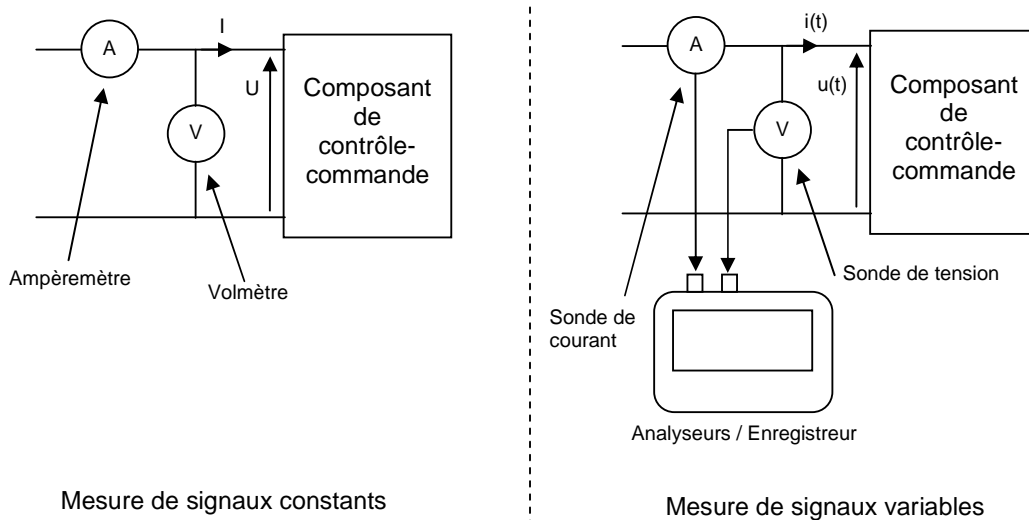 I
A
U
V
Composant
de
contrôle-
commande
Ampèremètre
Volmètre
Mesure de signaux constants
i(t)
A
u(t)
V
Composant
de
contrôle-
commande
Sonde de tension
Sonde de
courant
Analyseurs / Enregistreur
Mesure de signaux variables